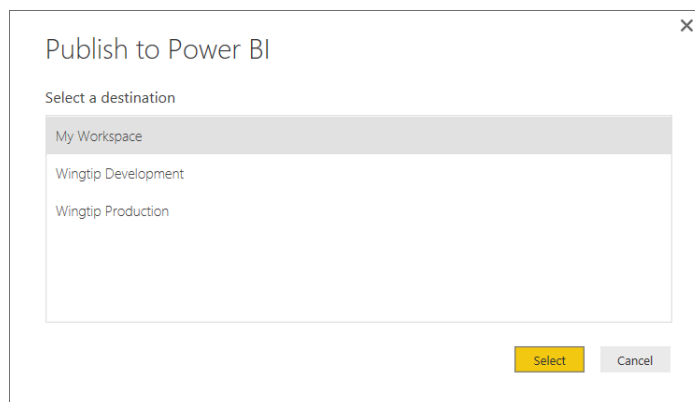 Publish to Power BI
Select a destination
My Workspace
Wingtip Development
Wingtip Production
Select
Cancel